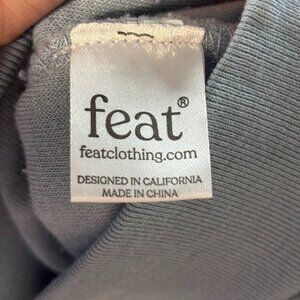 feat®
featclothing.com
DESIGNED IN CALIFORNIA
MADE IN CHINA